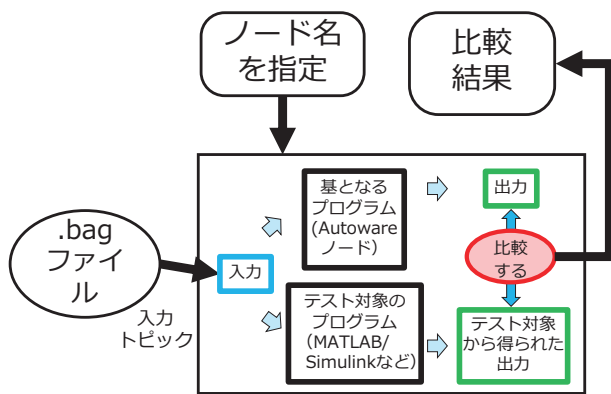 ノード名
を指定
比較
結果
.bag
ファイ
ル
入力
トピック
入力
基となる
プログラム
(Autoware
ノード）
出力
比較
する
テスト対象の
プログラム
（MATLAB/
Simulinkなど）
テスト対象
から得られた
出力